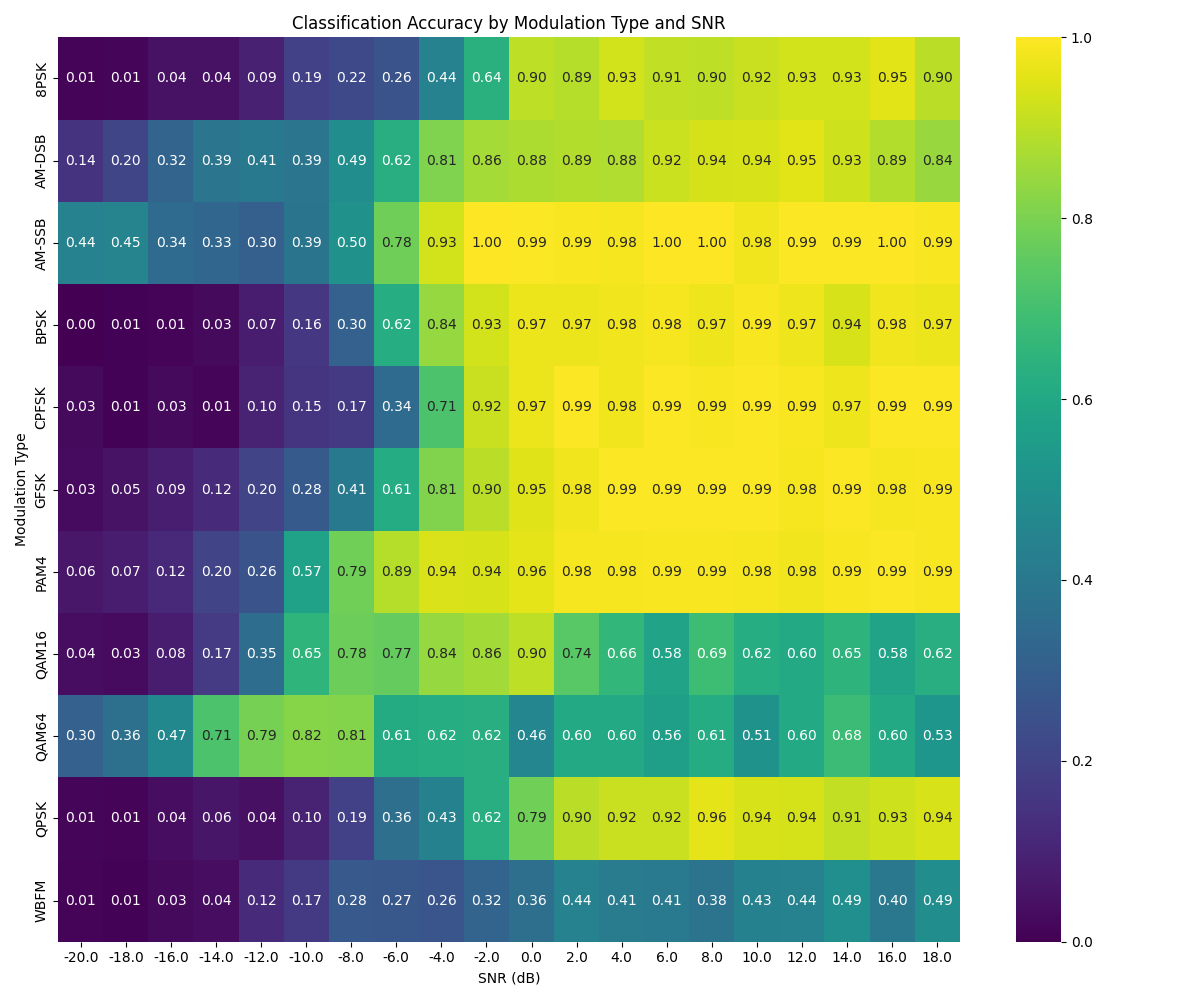 Classification Accuracy by Modulation Type and SNR
Modulation Type
8PSK 0.01 0.01 0.04 0.04 0.09 0.19 0.22 0.26 0.44 0.64 0.90 0.89 0.93 0.91 0.90 0.92 0.93 0.93 0.95 0.90
AM-DSB 0.14 0.20 0.32 0.39 0.41 0.39 0.49 0.62 0.81 0.86 0.88 0.89 0.88 0.92 0.94 0.94 0.95 0.93 0.89 0.84
AM-SSB 0.44 0.45 0.34 0.33 0.30 0.39 0.50 0.78 0.93 1.00 0.99 0.99 0.98 1.00 1.00 0.98 0.99 0.99 1.00 0.99
BPSK 0.00 0.01 0.01 0.03 0.07 0.16 0.30 0.62 0.84 0.93 0.97 0.97 0.98 0.98 0.97 0.99 0.97 0.94 0.98 0.97
CPFSK 0.03 0.01 0.03 0.01 0.10 0.15 0.17 0.34 0.71 0.92 0.97 0.99 0.98 0.99 0.99 0.99 0.99 0.97 0.99 0.99
GFSK 0.03 0.05 0.09 0.12 0.20 0.28 0.41 0.61 0.81 0.90 0.95 0.98 0.99 0.99 0.99 0.99 0.98 0.99 0.98 0.99
PAM4 0.06 0.07 0.12 0.20 0.26 0.57 0.79 0.89 0.94 0.94 0.96 0.98 0.98 0.99 0.99 0.98 0.98 0.99 0.99 0.99
QAM16 0.04 0.03 0.08 0.17 0.35 0.65 0.78 0.77 0.84 0.86 0.90 0.74 0.66 0.58 0.69 0.62 0.60 0.65 0.58 0.62
QAM64 0.30 0.36 0.47 0.71 0.79 0.82 0.81 0.61 0.62 0.62 0.46 0.60 0.60 0.56 0.61 0.51 0.60 0.68 0.60 0.53
QPSK 0.01 0.01 0.04 0.06 0.04 0.10 0.19 0.36 0.43 0.62 0.79 0.90 0.92 0.92 0.96 0.94 0.94 0.91 0.93 0.94
WBFM 0.01 0.01 0.03 0.04 0.12 0.17 0.28 0.27 0.26 0.32 0.36 0.44 0.41 0.41 0.38 0.43 0.44 0.49 0.40 0.49
-20.0 -18.0 -16.0 -14.0 -12.0 -10.0 -8.0 -6.0 -4.0 -2.0 0.0 2.0 4.0 6.0 8.0 10.0 12.0 14.0 16.0 18.0
SNR (dB)
1.0
0.8
0.6
0.4
0.2
0.0